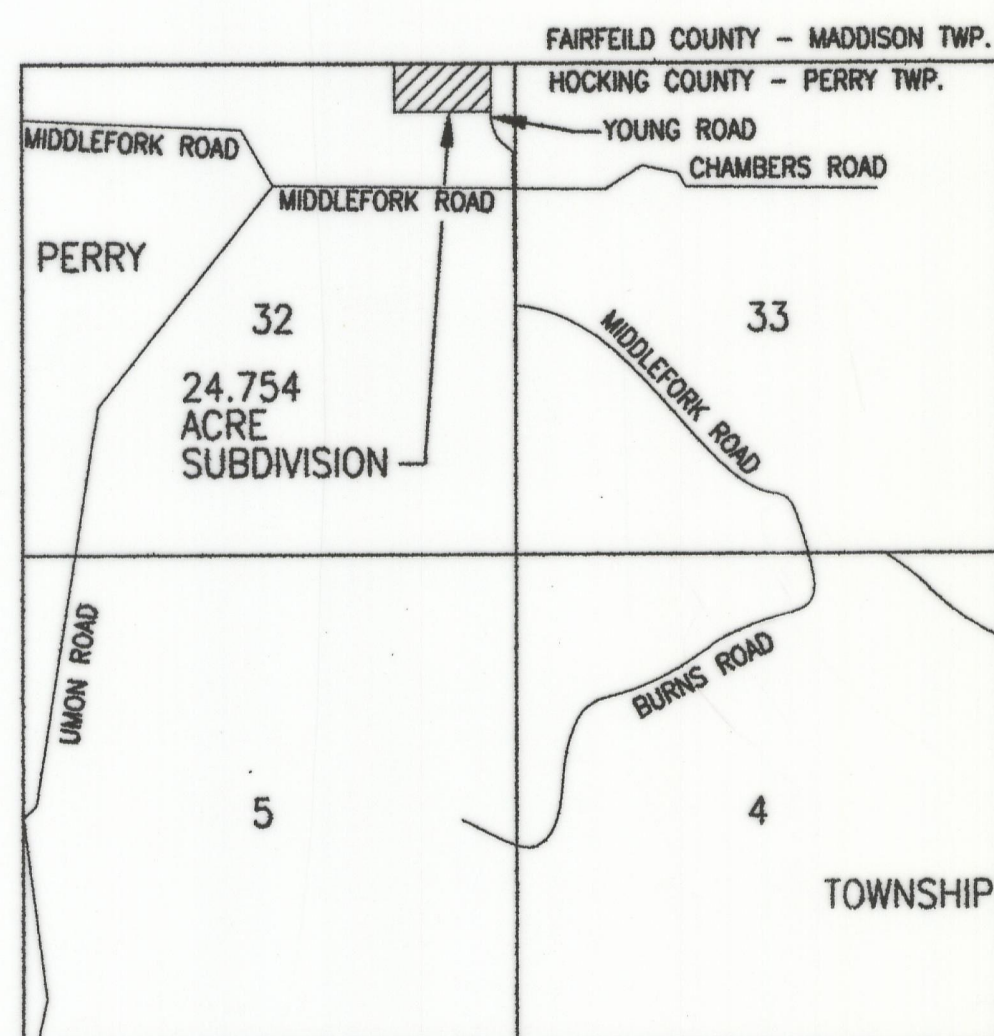 FAIRFEILD COUNTY - MADDISON TWP.
HOCKING COUNTY - PERRY TWP.
YOUNG ROAD
MIDDLEFORK ROAD
CHAMBERS ROAD
MIDDLEFORK ROAD
PERRY
32
33
MIDDLEFORK ROAD
24.754
ACRE
SUBDIVISION
UMON ROAD
BURNS ROAD
5
4
TOWNSHIP